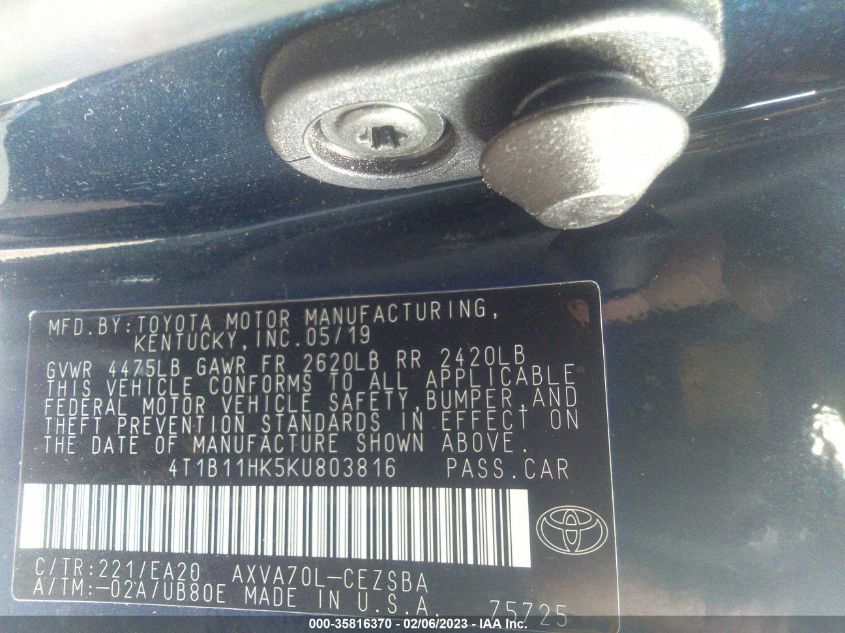 MFD.BY:TOYOTA MOTOR MANUFACTURING,
KENTUCKY,INC.05/19
GVWR 4475LB GAWR FR 2620LB RR 2420LB
THIS VEHICLE CONFORMS TO ALL APPLICABLE
FEDERAL MOTOR VEHICLE SAFETY,BUMPER,AND
THEFT PREVENTION STANDARDS IN EFFECT ON
THE DATE OF MANUFACTURE SHOWN ABOVE.
4T1B11HK5KU803816 PASS.CAR
C/TR:221/EA20 AXVA70L-CEZSBA
A/TM:-02A/UB80E MADE IN U.S.A. 75725
000-35816370 - 02/06/2023 - IAA Inc.